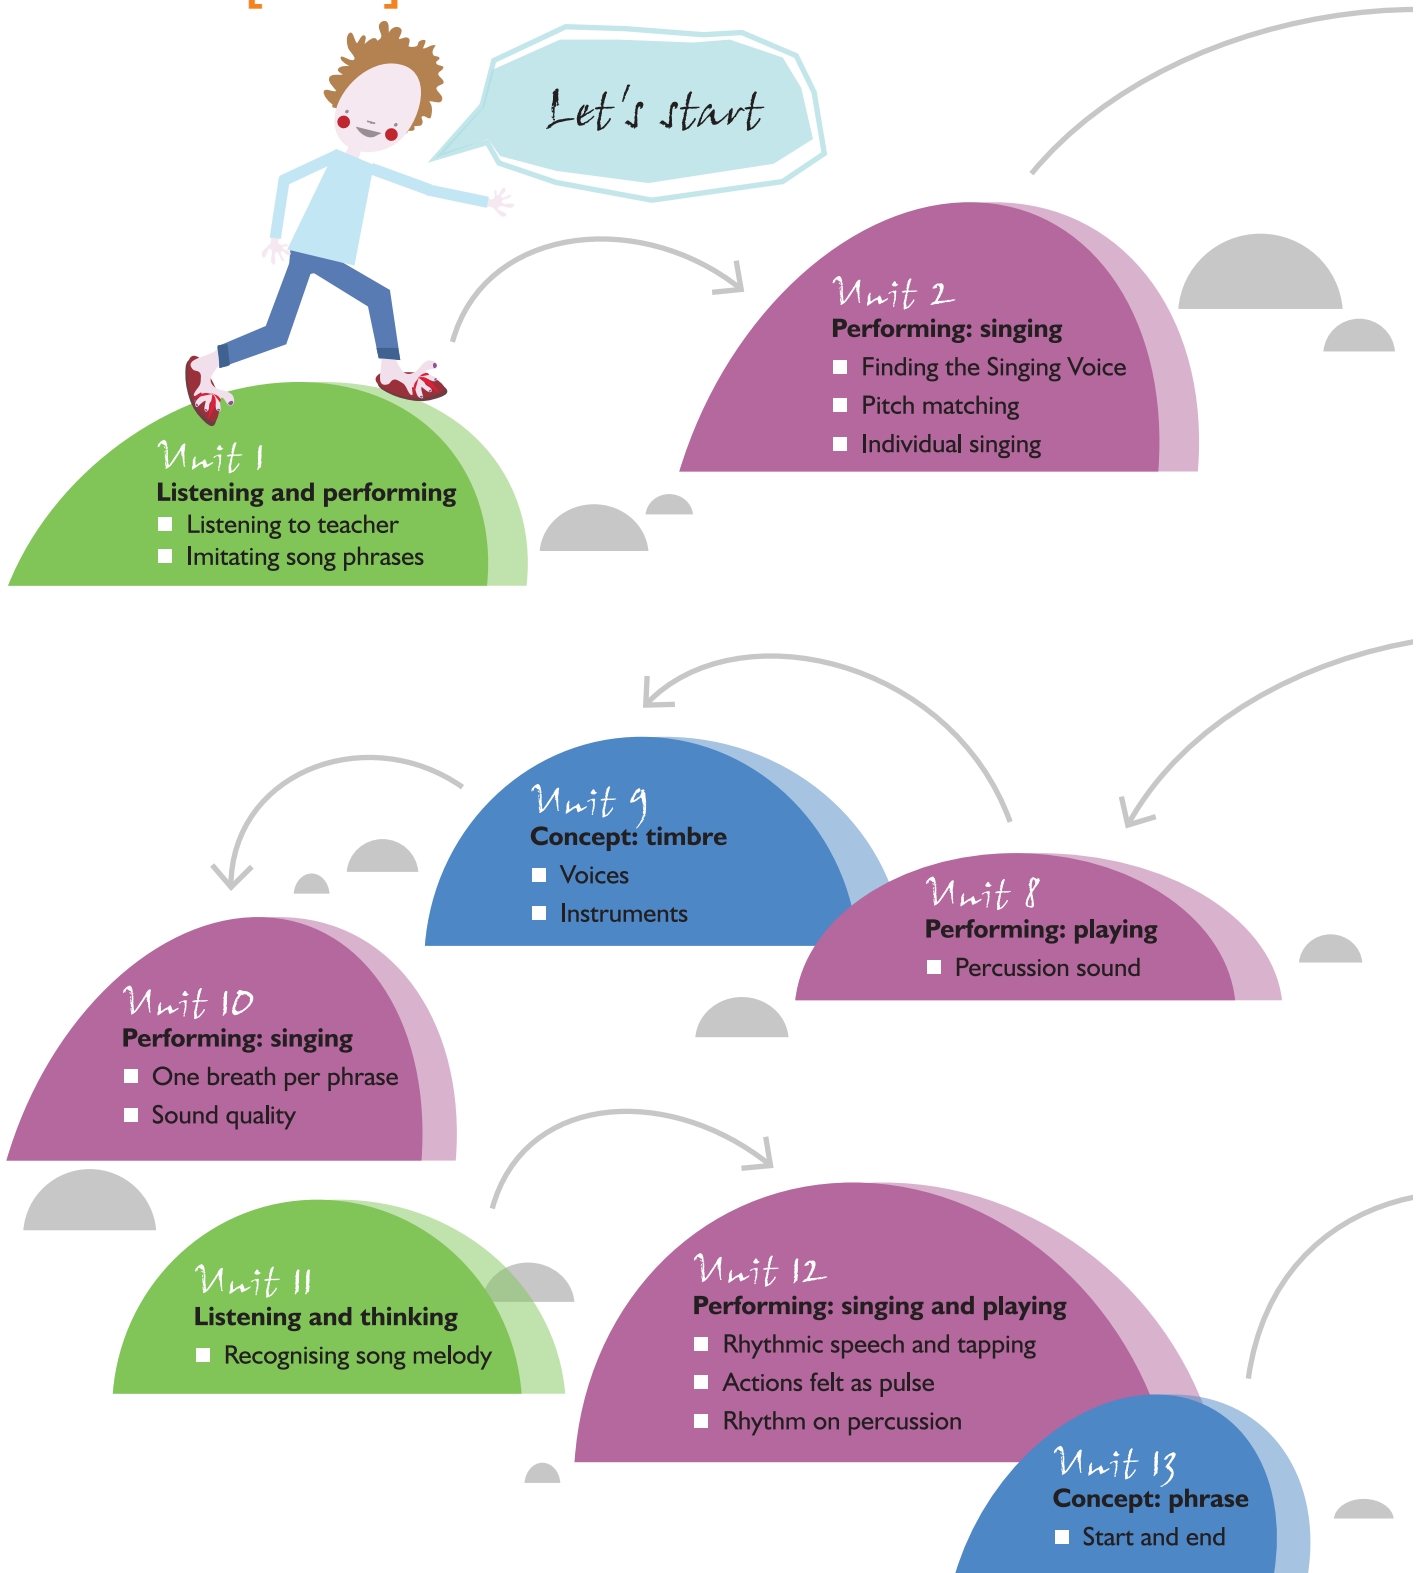 Let's start
Unit 2
Performing: singing
Finding the Singing Voice
Pitch matching
Individual singing
Unit 1
Listening and performing
Listening to teacher
Imitating song phrases
Unit 9
Concept: timbre
Voices
Instruments
Unit 8
Performing: playing
Percussion sound
Unit 10
Performing: singing
One breath per phrase
Sound quality
Unit 11
Listening and thinking
Recognising song melody
Unit 12
Performing: singing and playing
Rhythmic speech and tapping
Actions felt as pulse
Rhythm on percussion
Unit 13
Concept: phrase
Start and end